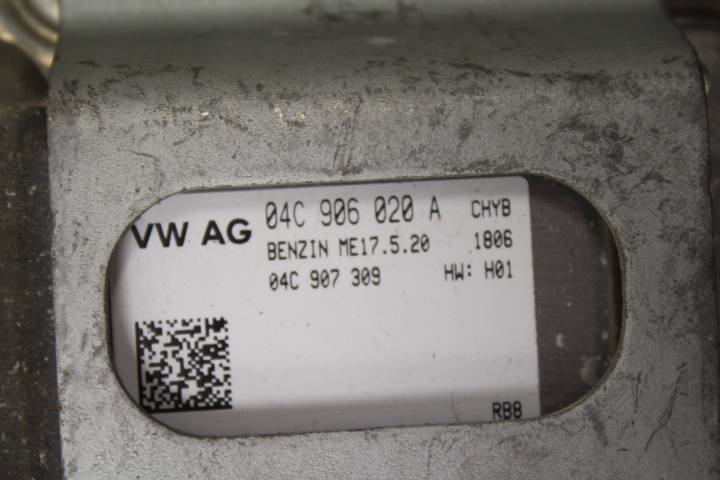 VW AG 04C 906 020 A CHYB
BENZIN ME17.5.20 1806
04C 907 309 HW: H01
RB8